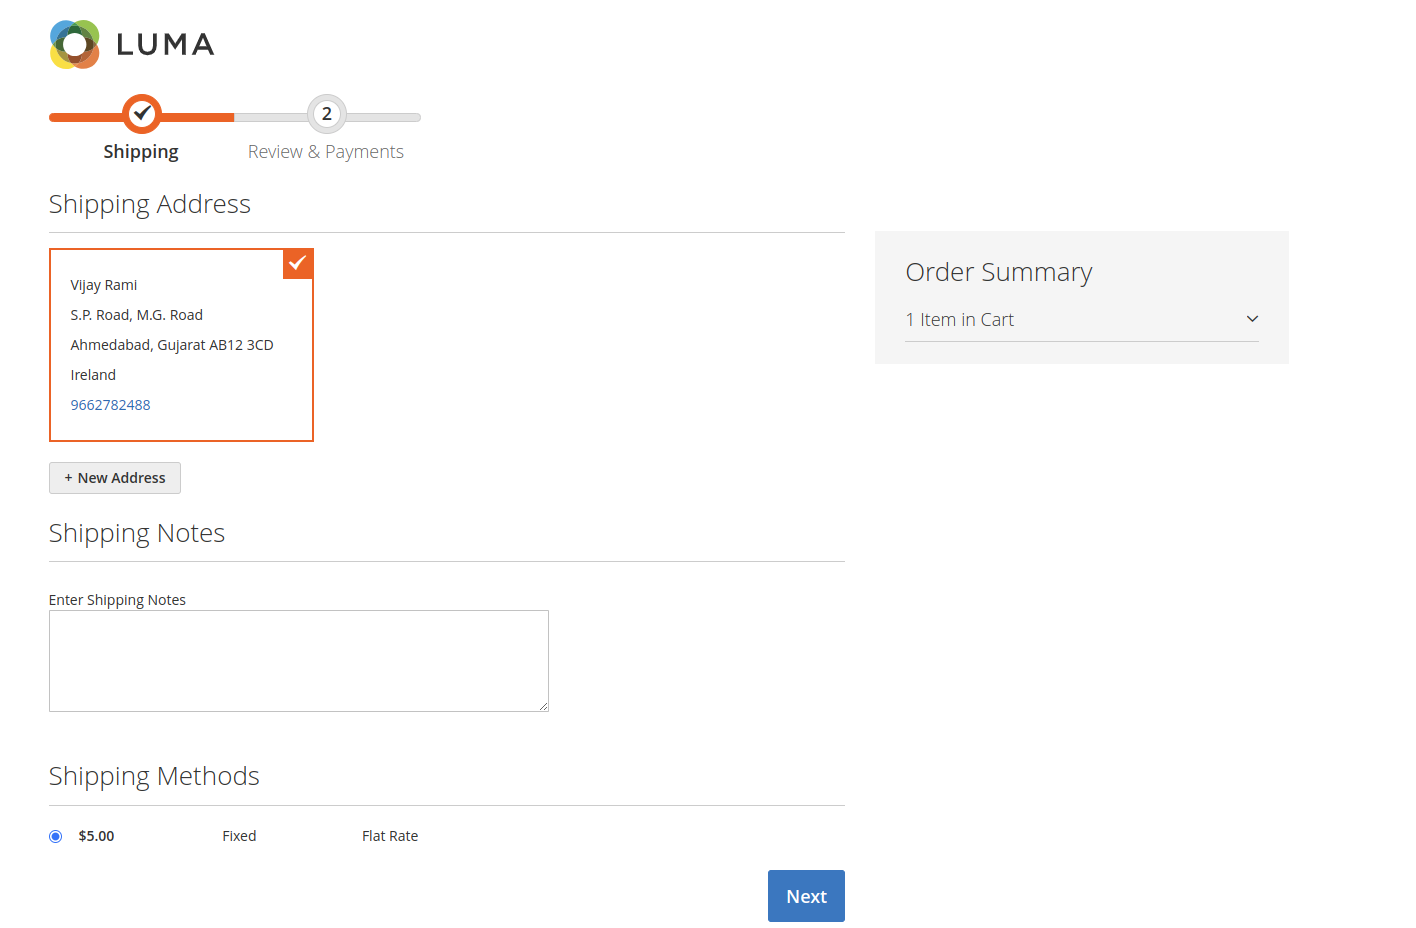 LUMA
2
Shipping
Review & Payments
Shipping Address
Vijay Rami
S.P. Road, M.G. Road
Ahmedabad, Gujarat AB12 3CD
Ireland
9662782488
+ New Address
Order Summary
1 Item in Cart
Shipping Notes
Enter Shipping Notes
Shipping Methods
$5.00 Fixed Flat Rate
Next